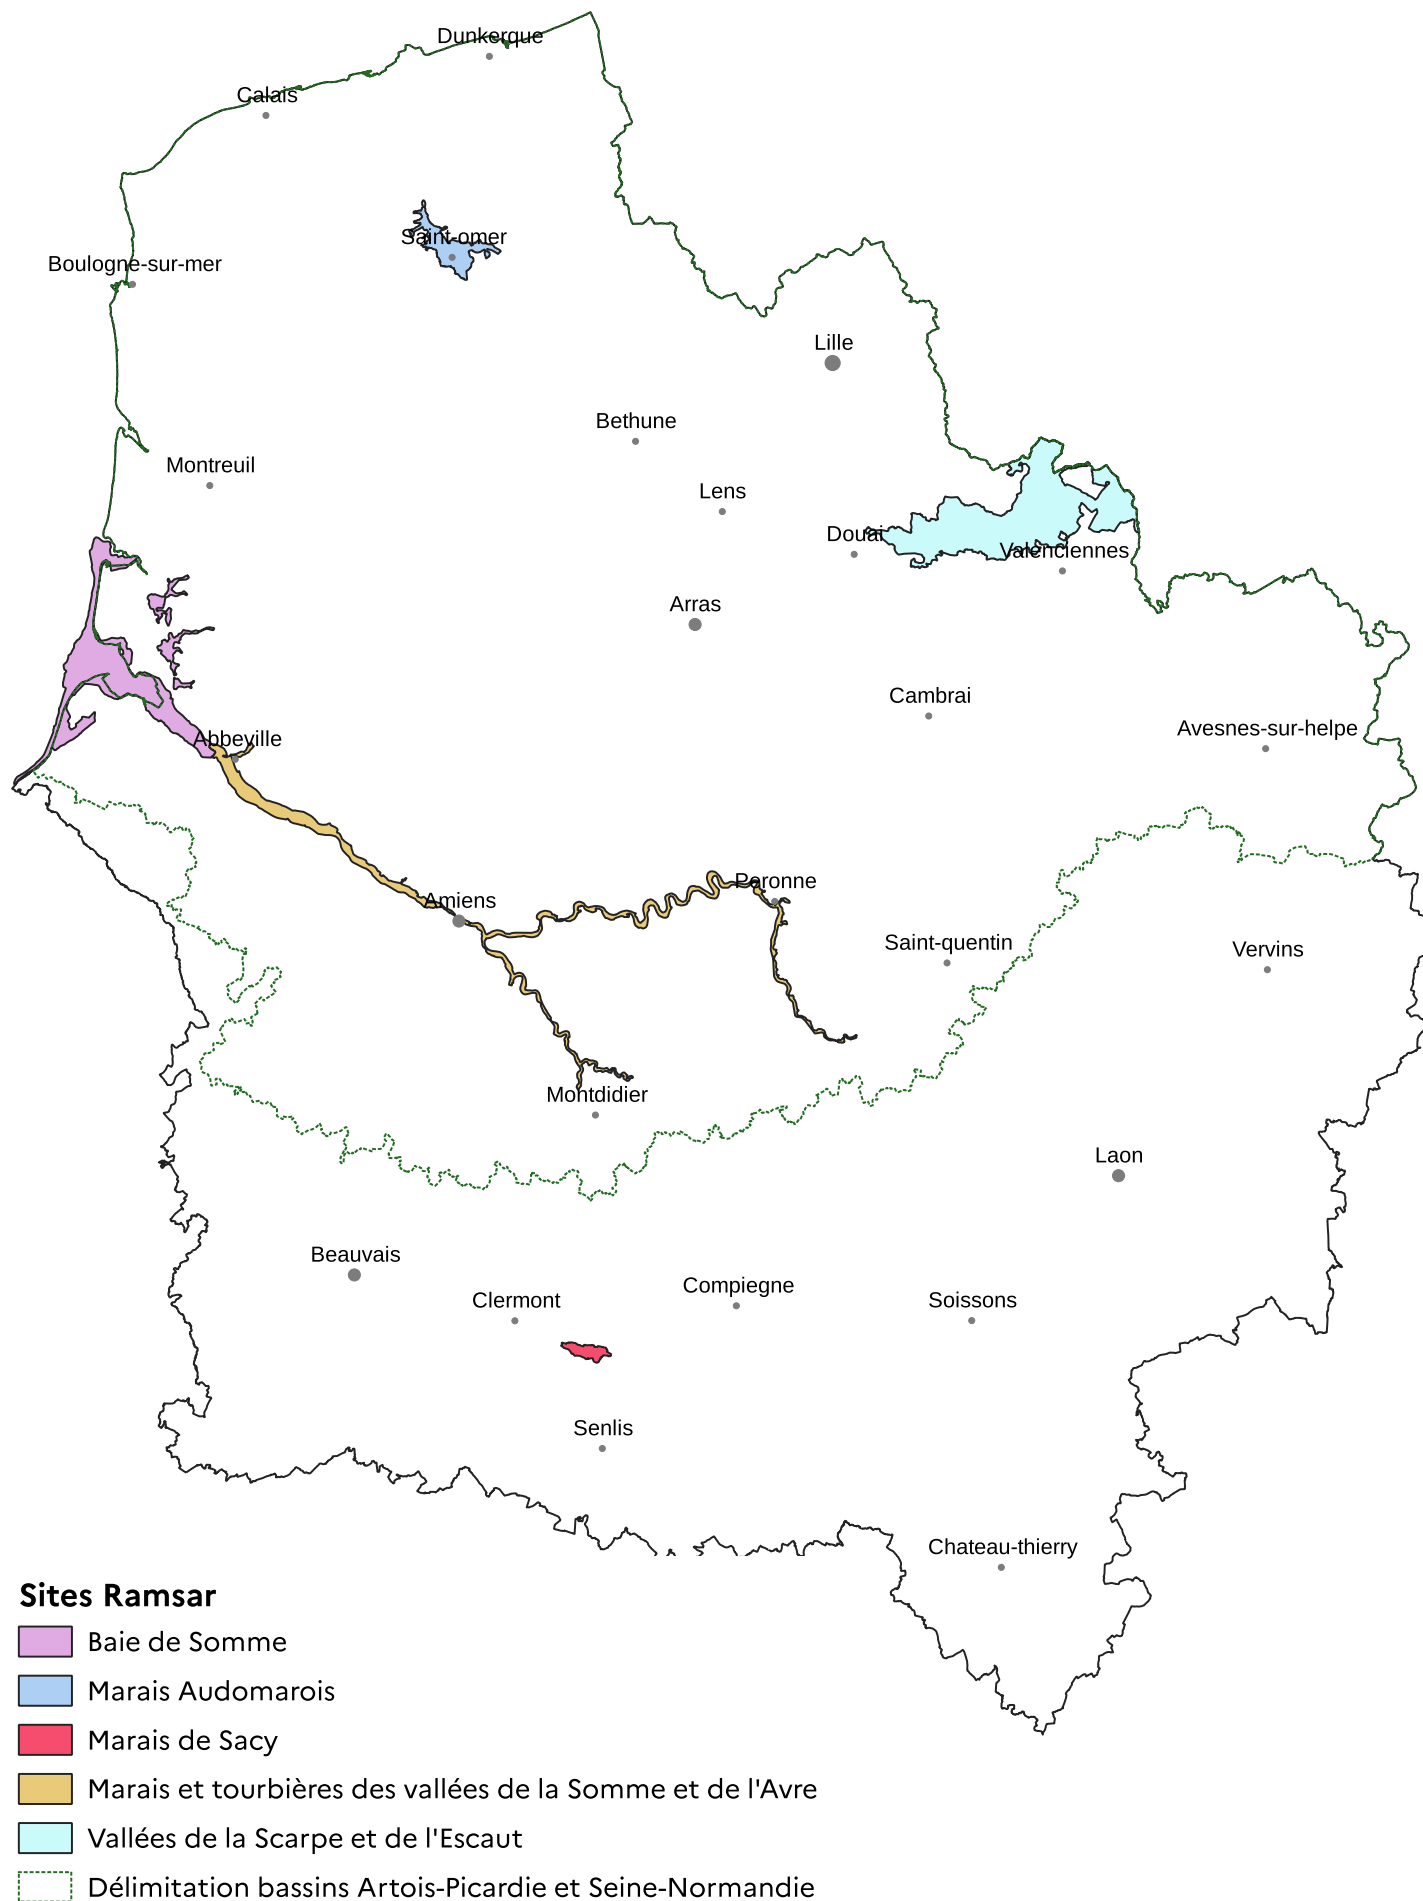 Dunkerque
Calais
Saint-omer
Boulogne-sur-mer
Lille
Bethune
Montreuil
Lens
Douai
Valenciennes
Arras
Cambrai
Avesnes-sur-helpe
Abbeville
Peronne
Amiens
Saint-quentin
Vervins
Montdidier
Laon
Beauvais
Compiegne
Clermont
Soissons
Senlis
Chateau-thierry
Sites Ramsar
Baie de Somme
Marais Audomarois
Marais de Sacy
Marais et tourbières des vallées de la Somme et de l'Avre
Vallées de la Scarpe et de l'Escaut
Délimitation bassins Artois-Picardie et Seine-Normandie